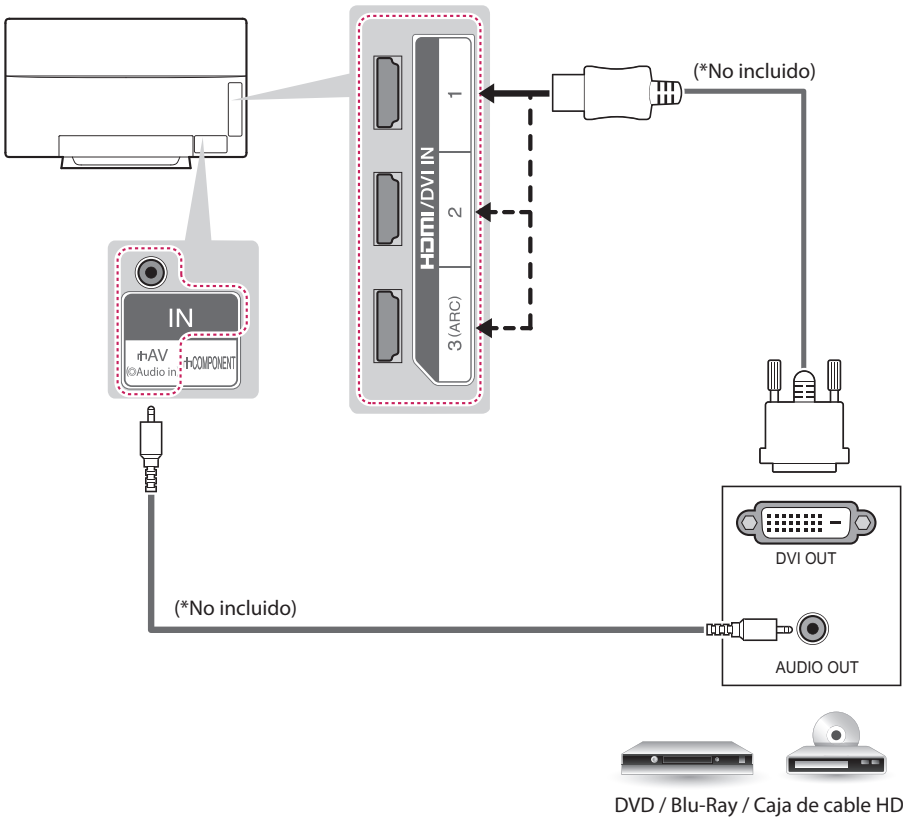 (*No incluido)
HDMI/DVI IN
1
2
3 (ARC)
IN
AV
Audio in
COMPONENT
DVI OUT
(*No incluido)
AUDIO OUT
DVD / Blu-Ray / Caja de cable HD